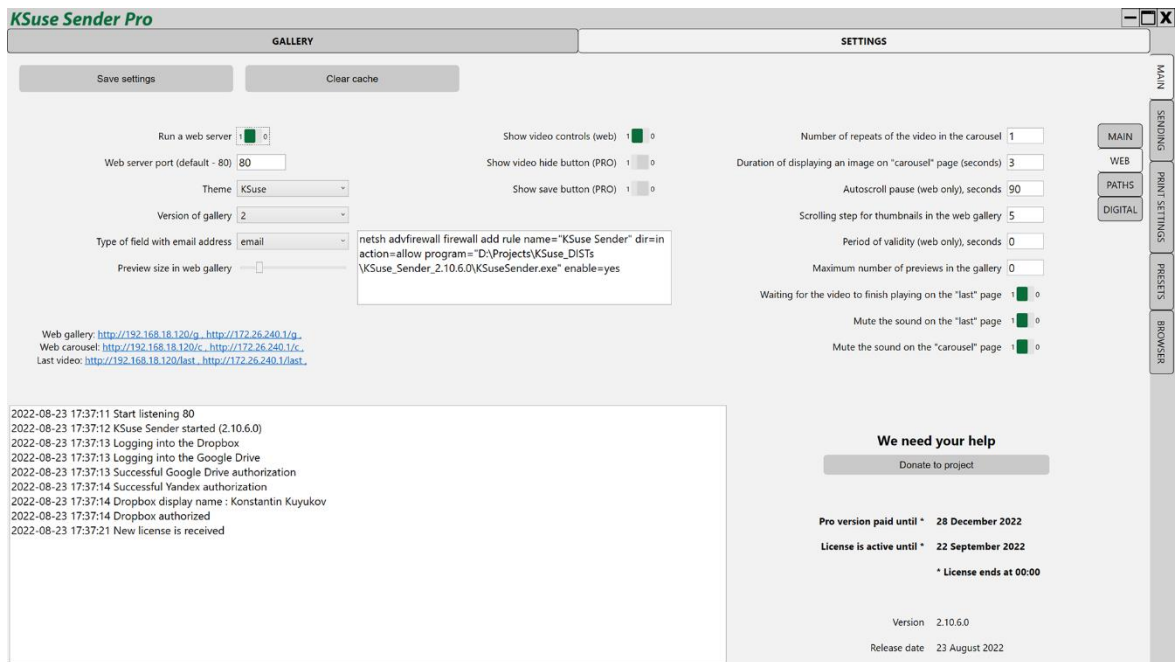 KSuse Sender Pro
GALLERY
SETTINGS
Save settings
Clear cache
Run a web server 1 0
Web server port (default - 80) 80
Theme KSuse
Version of gallery 2
Type of field with email address email
Preview size in web gallery
Show video controls (web) 1 0
Show video hide button (PRO) 1 0
Show save button (PRO) 1 0
netsh advfirewall firewall add rule name="KSuse Sender" dir=in
action=allow program="D:\Projects\KSuse_DISTs
\KSuse_Sender_2.10.6.0\KSuseSender.exe" enable=yes
Number of repeats of the video in the carousel 1
Duration of displaying an image on "carousel" page (seconds) 3
Autoscroll pause (web only), seconds 90
Scrolling step for thumbnails in the web gallery 5
Period of validity (web only), seconds 0
Maximum number of previews in the gallery 0
Waiting for the video to finish playing on the "last" page 1 0
Mute the sound on the "last" page 1 0
Mute the sound on the "carousel" page 1 0
MAIN
WEB
PATHS
DIGITAL
MAIN
SENDING
PRINT SETTINGS
PRESETS
BROWSER
Web gallery: http://192.168.18.120/g , http://172.26.240.1/g ,
Web carousel: http://192.168.18.120/c , http://172.26.240.1/c ,
Last video: http://192.168.18.120/last , http://172.26.240.1/last ,
2022-08-23 17:37:11 Start listening 80
2022-08-23 17:37:12 KSuse Sender started (2.10.6.0)
2022-08-23 17:37:13 Logging into the Dropbox
2022-08-23 17:37:13 Logging into the Google Drive
2022-08-23 17:37:13 Successful Google Drive authorization
2022-08-23 17:37:14 Successful Yandex authorization
2022-08-23 17:37:14 Dropbox display name : Konstantin Kuyukov
2022-08-23 17:37:14 Dropbox authorized
2022-08-23 17:37:21 New license is received
We need your help
Donate to project
Pro version paid until * 28 December 2022
License is active until * 22 September 2022
* License ends at 00:00
Version 2.10.6.0
Release date 23 August 2022